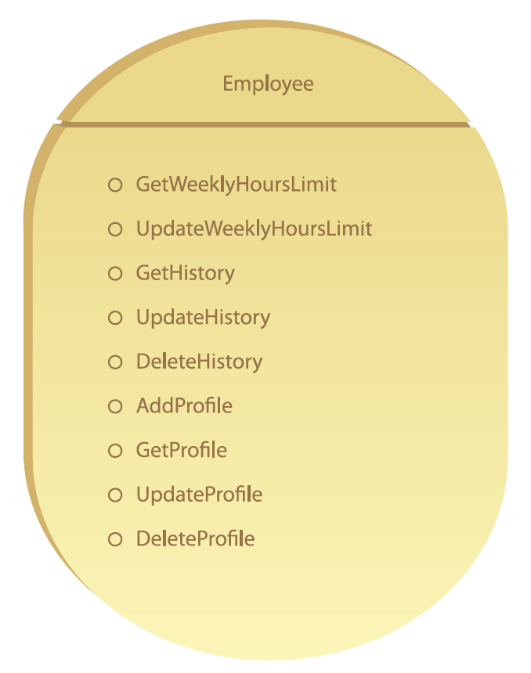 Employee
GetWeeklyHoursLimit
UpdateWeeklyHoursLimit
GetHistory
UpdateHistory
DeleteHistory
AddProfile
GetProfile
UpdateProfile
DeleteProfile